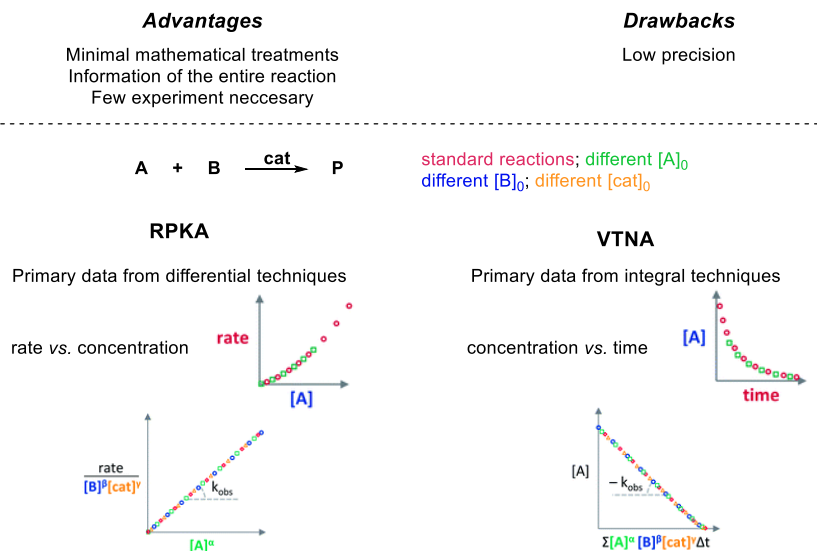 Advantages
Minimal mathematical treatments
Information of the entire reaction
Few experiment neccesary
Drawbacks
Low precision
A + B cat P
standard reactions; different [A]0
different [B]0; different [cat]0
RPKA
Primary data from differential techniques
rate vs. concentration
rate
[A]
rate
[B]β[cat]γ
kobs
[A]α
VTNA
Primary data from integral techniques
concentration vs. time
[A]
time
[A]
– kobs
Σ[A]α [B]β[cat]γΔt